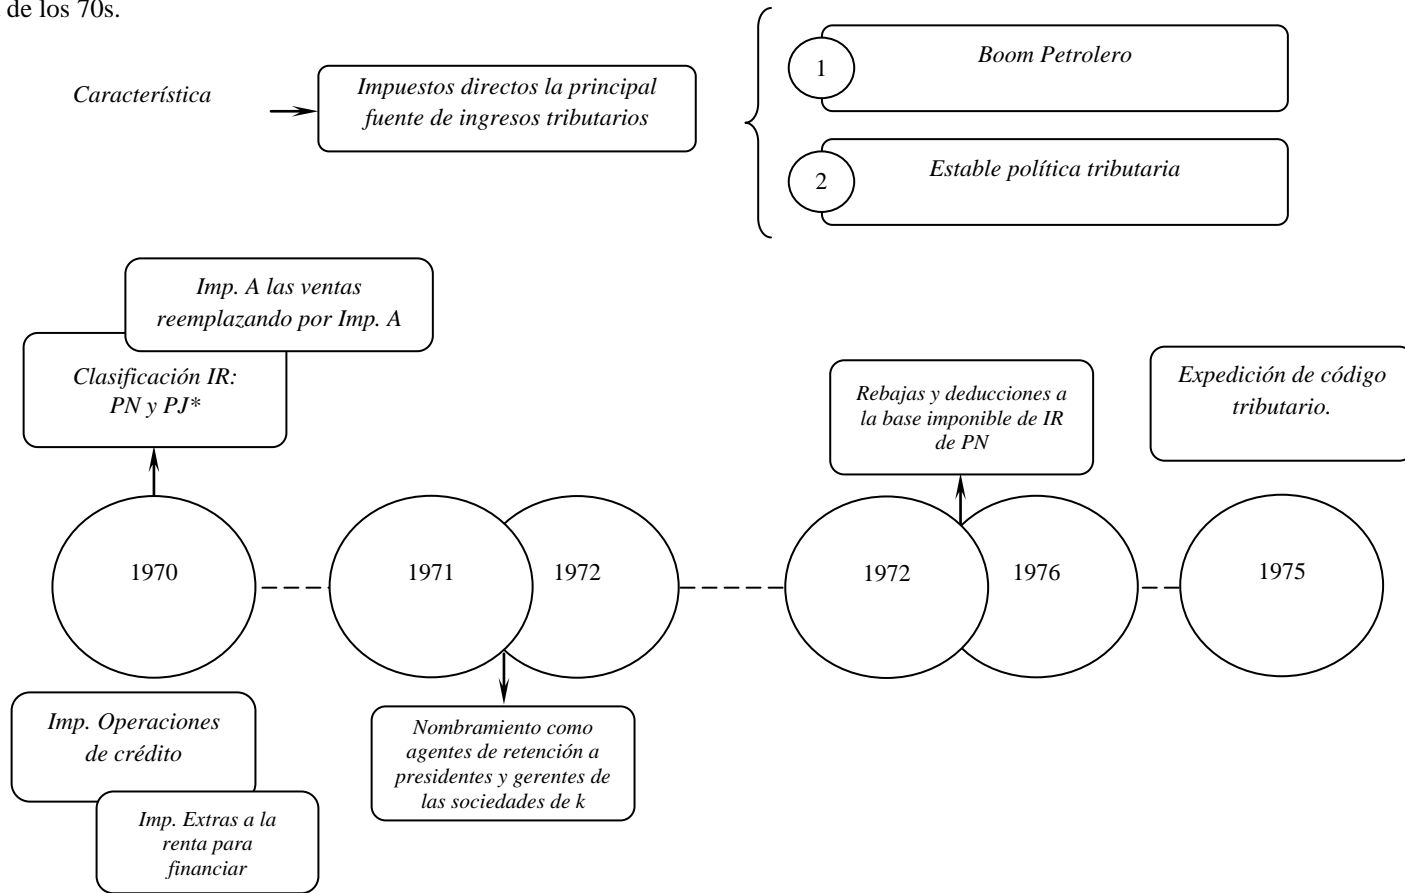 de los 70s.
Característica
Impuestos directos la principal
fuente de ingresos tributarios
1
Boom Petrolero
2
Estable política tributaria
Imp. A las ventas
reemplazando por Imp. A
Clasificación IR:
PN y PJ*
Rebajas y deducciones a
la base imponible de IR
de PN
Expedición de código
tributario.
1970
1971
1972
1972
1976
1975
Imp. Operaciones
de crédito
Imp. Extras a la
renta para
financiar
Nombramiento como
agentes de retención a
presidentes y gerentes de
las sociedades de k